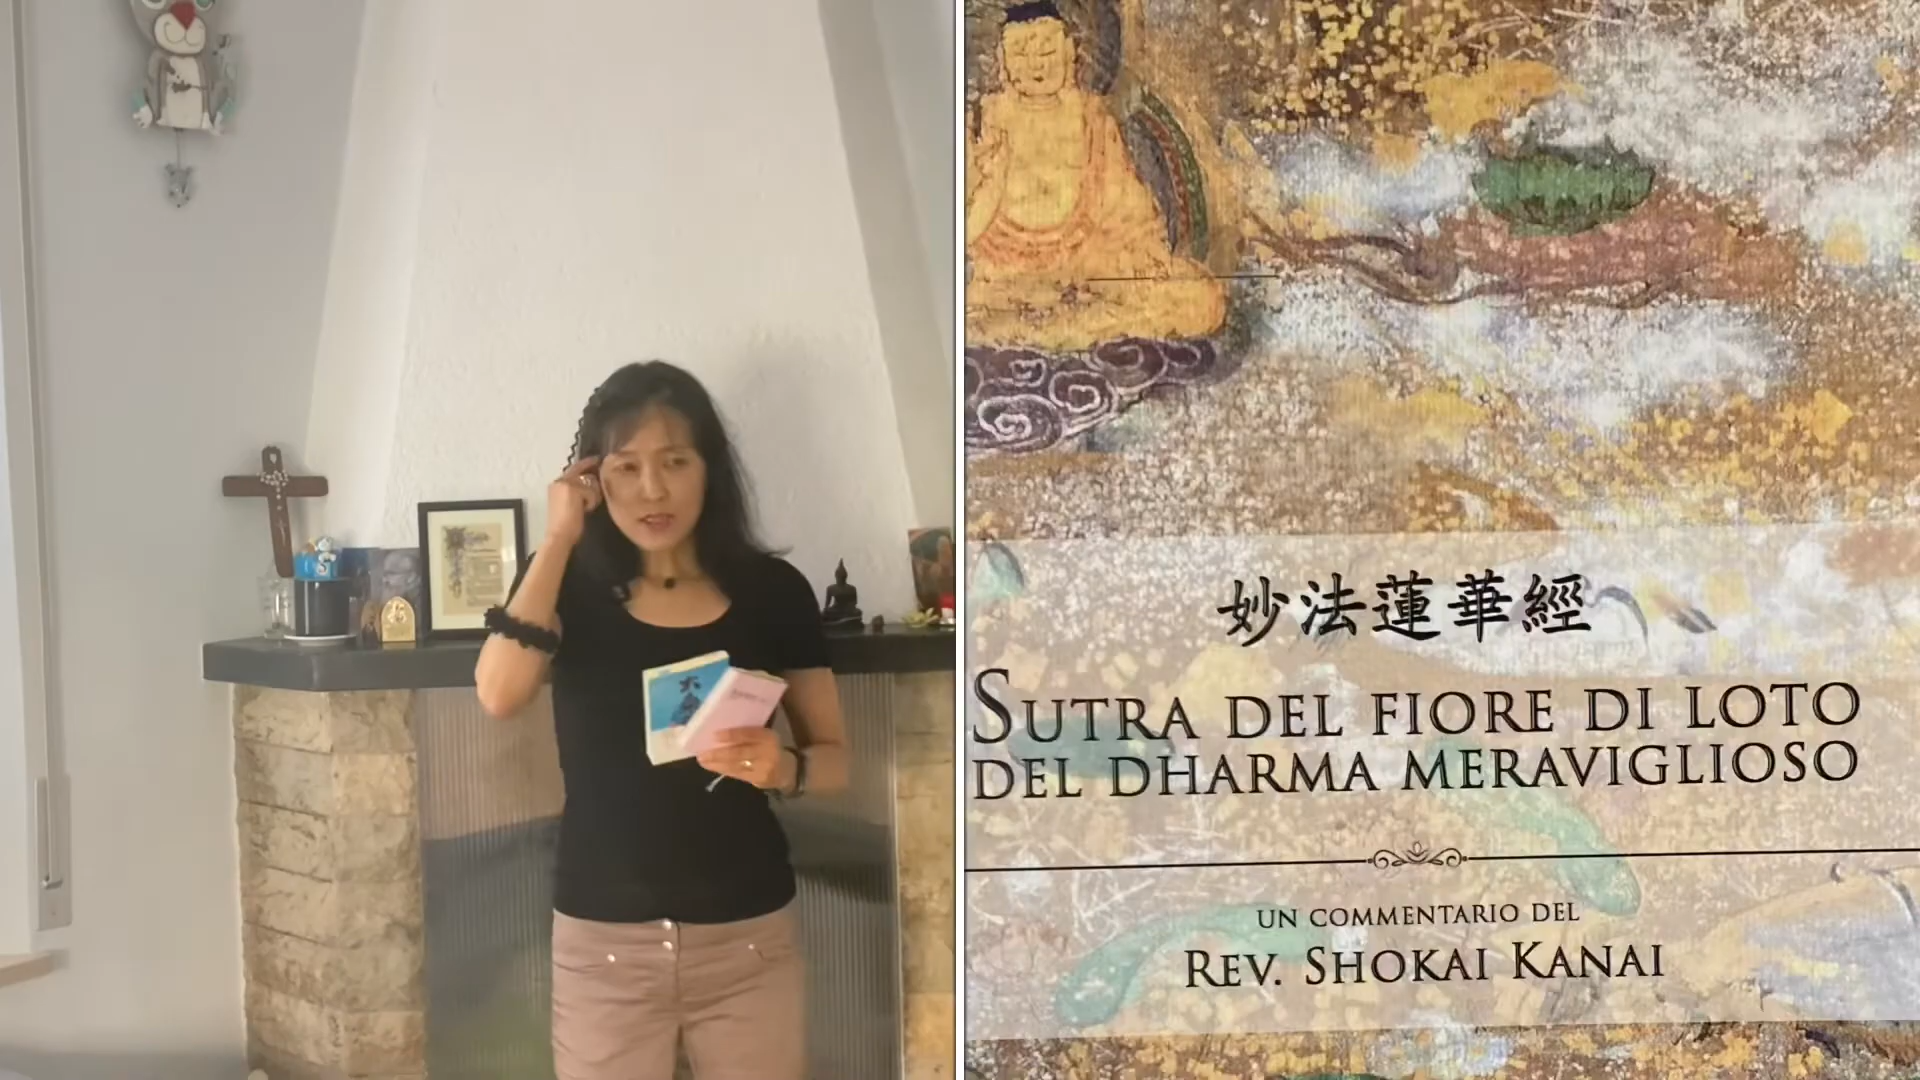 妙法蓮華經
SUTRA DEL FIORE DI LOTO
DEL DHARMA MERAVIGLIOSO
UN COMMENTARIO DEL
REV. SHOKAI KANAI